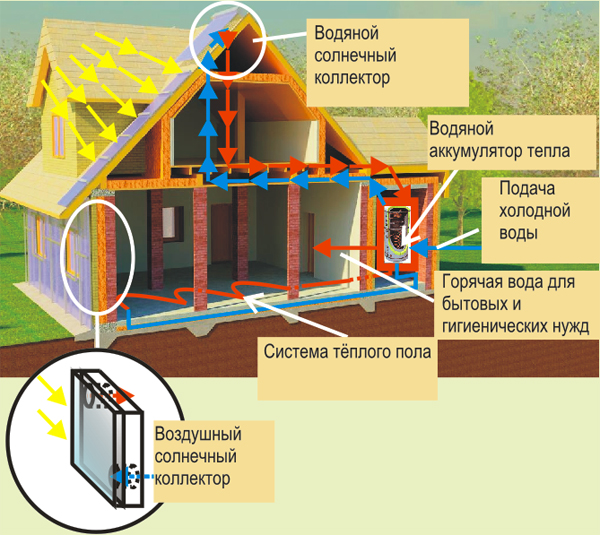 Водяной
солнечный
коллектор
Водяной
аккумулятор тепла
Подача
холодной
воды
Горячая вода для
бытовых и
гигиенических нужд
Система тёплого пола
Воздушный
солнечный
коллектор